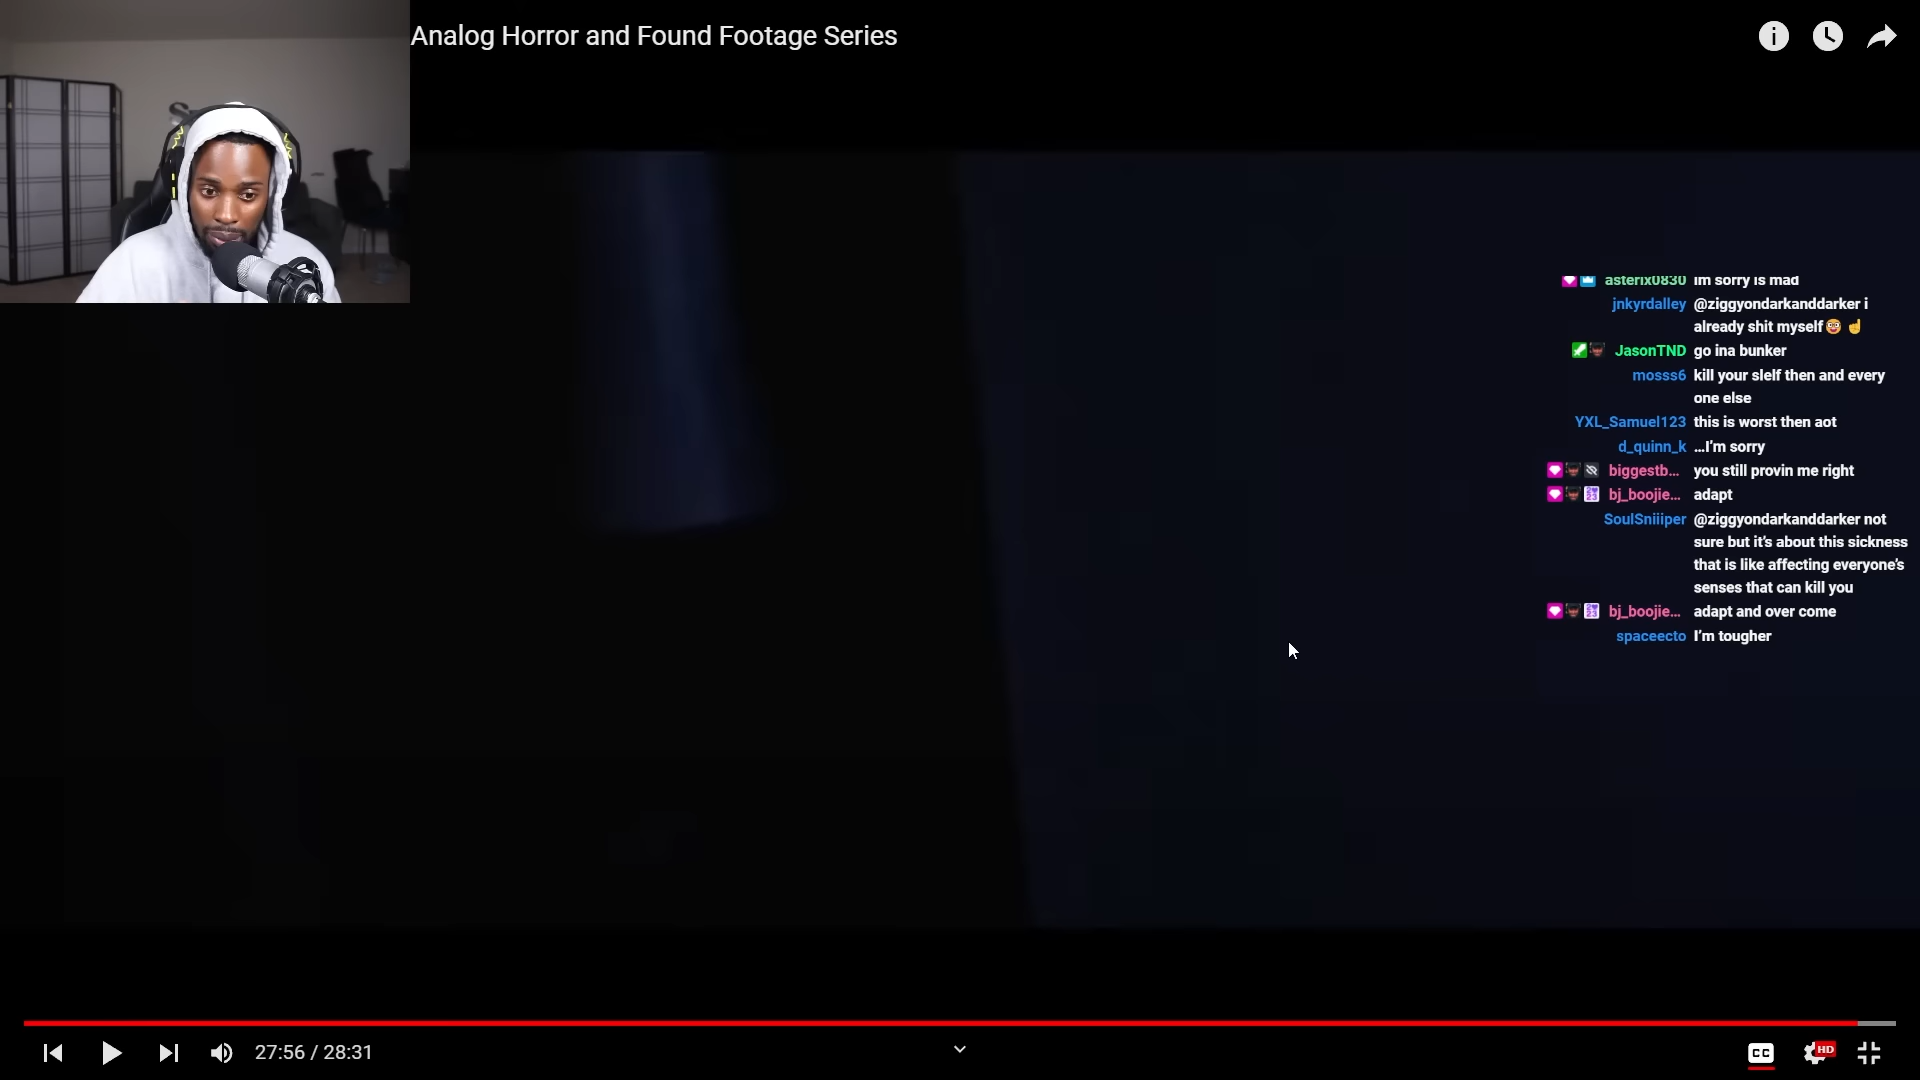 Analog Horror and Found Footage Series
asterix0830 im sorry is mad
jnkyrdalley @ziggyondarkanddarker i
already shit myself🤡☝
JasonTND go ina bunker
mosss6 kill your slelf then and every
one else
YXL_Samuel123 this is worst then aot
d_quinn_k ...I'm sorry
biggestb... you still provin me right
bj_boojie... adapt
SoulSniiiper @ziggyondarkanddarker not
sure but it's about this sickness
that is like affecting everyone's
senses that can kill you
bj_boojie... adapt and over come
spaceecto I'm tougher
27:56 / 28:31
CC
HD